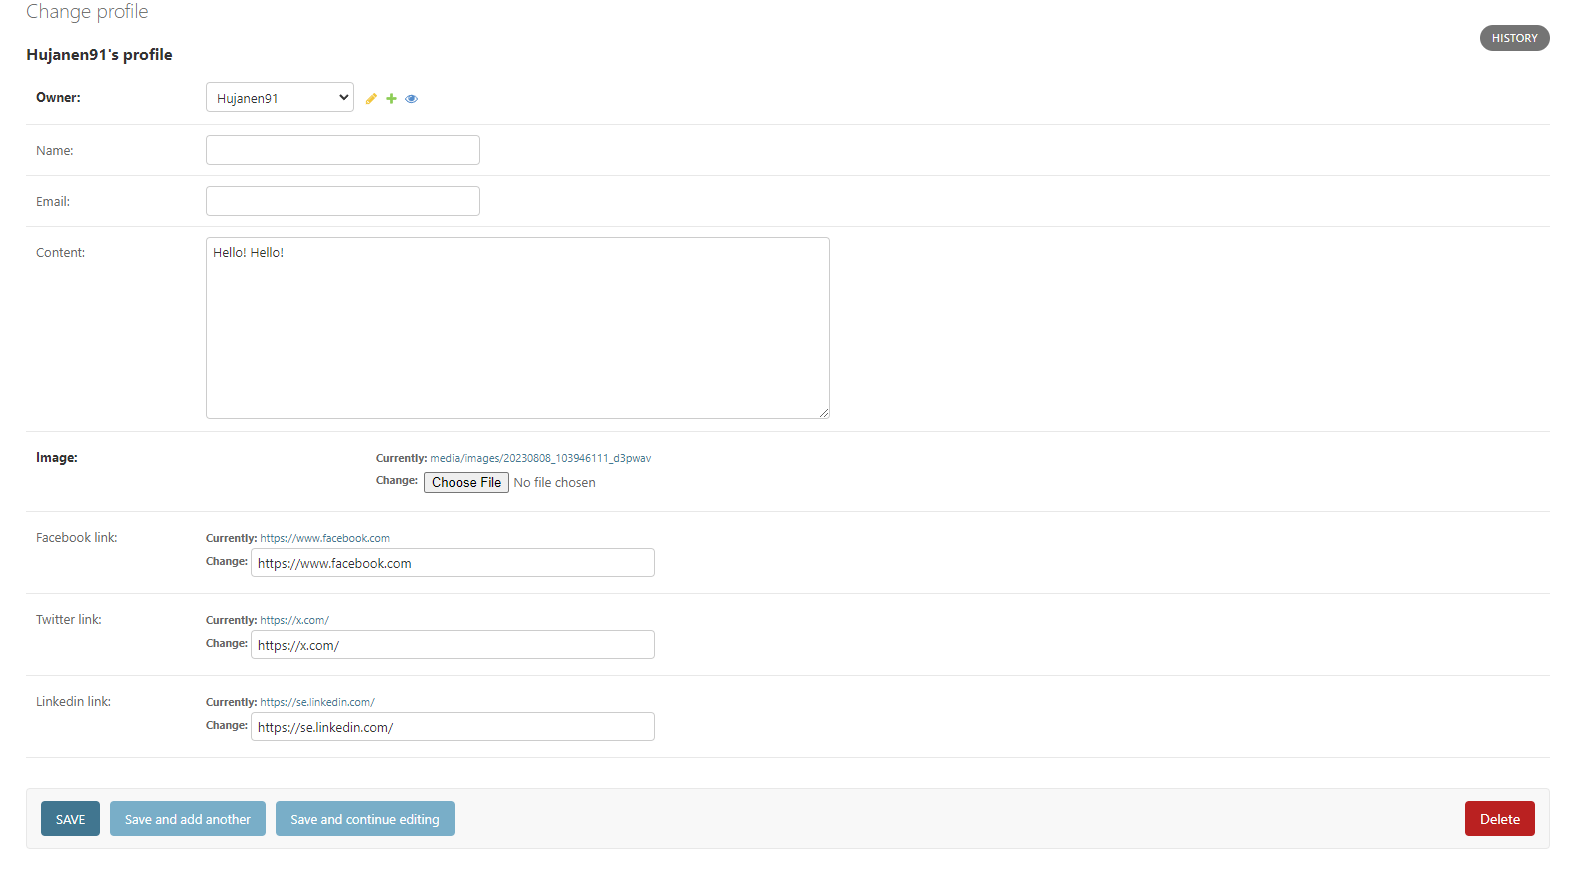 Change profile
HISTORY
Hujanen91's profile
Owner: Hujanen91
Name:
Email:
Content: Hello! Hello!
Image: Currently: media/images/20230808_103946111_d3pwav
Change: Choose File No file chosen
Facebook link: Currently: https://www.facebook.com
Change: https://www.facebook.com
Twitter link: Currently: https://x.com/
Change: https://x.com/
Linkedin link: Currently: https://se.linkedin.com/
Change: https://se.linkedin.com/
SAVE Save and add another Save and continue editing Delete